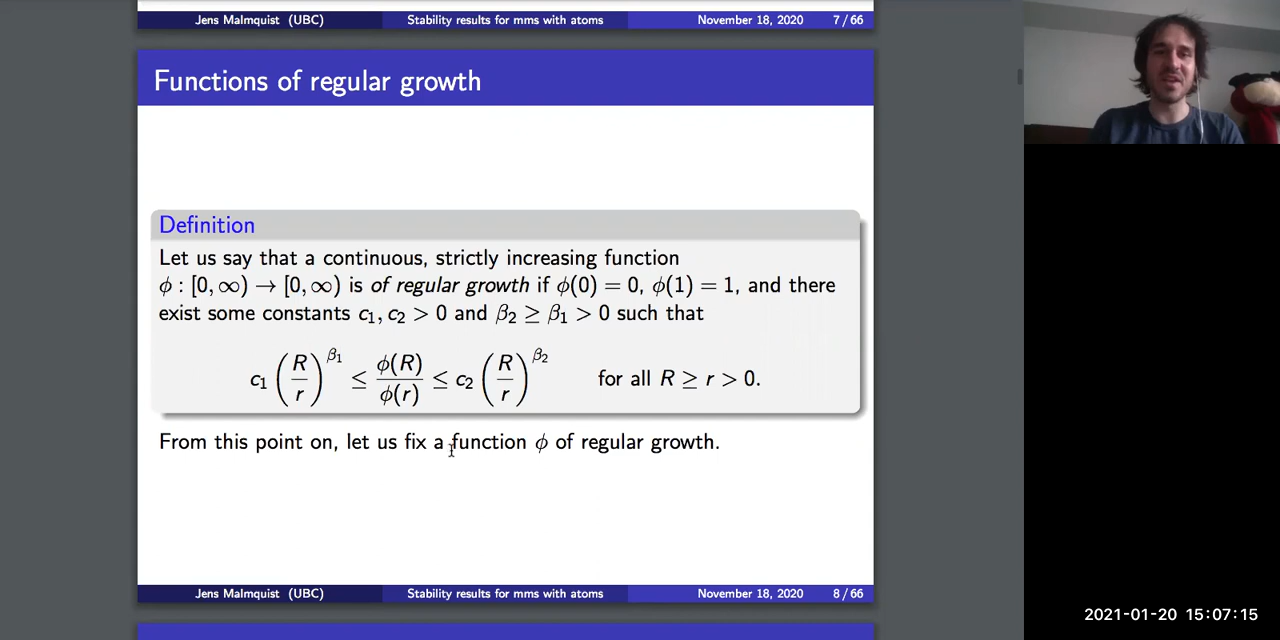 Jens Malmquist (UBC) Stability results for mms with atoms November 18, 2020 7 / 66
Functions of regular growth
Definition
Let us say that a continuous, strictly increasing function
ϕ : [0, ∞) → [0, ∞) is of regular growth if ϕ(0) = 0, ϕ(1) = 1, and there
exist some constants c₁, c₂ > 0 and β₂ ≥ β₁ > 0 such that
c₁ (R/r)^β₁ ≤ ϕ(R)/ϕ(r) ≤ c₂ (R/r)^β₂ for all R ≥ r > 0.
From this point on, let us fix a function ϕ of regular growth.
Jens Malmquist (UBC) Stability results for mms with atoms November 18, 2020 8 / 66
2021-01-20 15:07:15